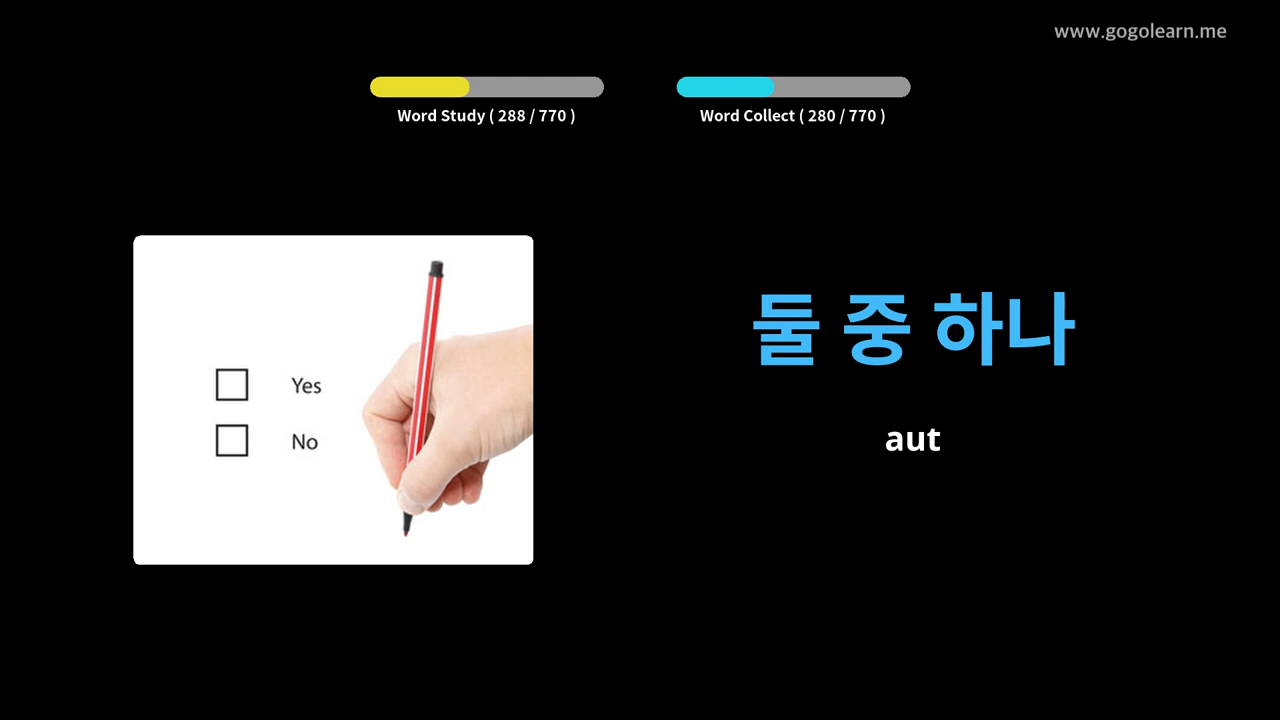 www.gogolearn.me
Word Study ( 288 / 770 )
Word Collect ( 280 / 770 )
Yes
No
둘 중 하나
aut